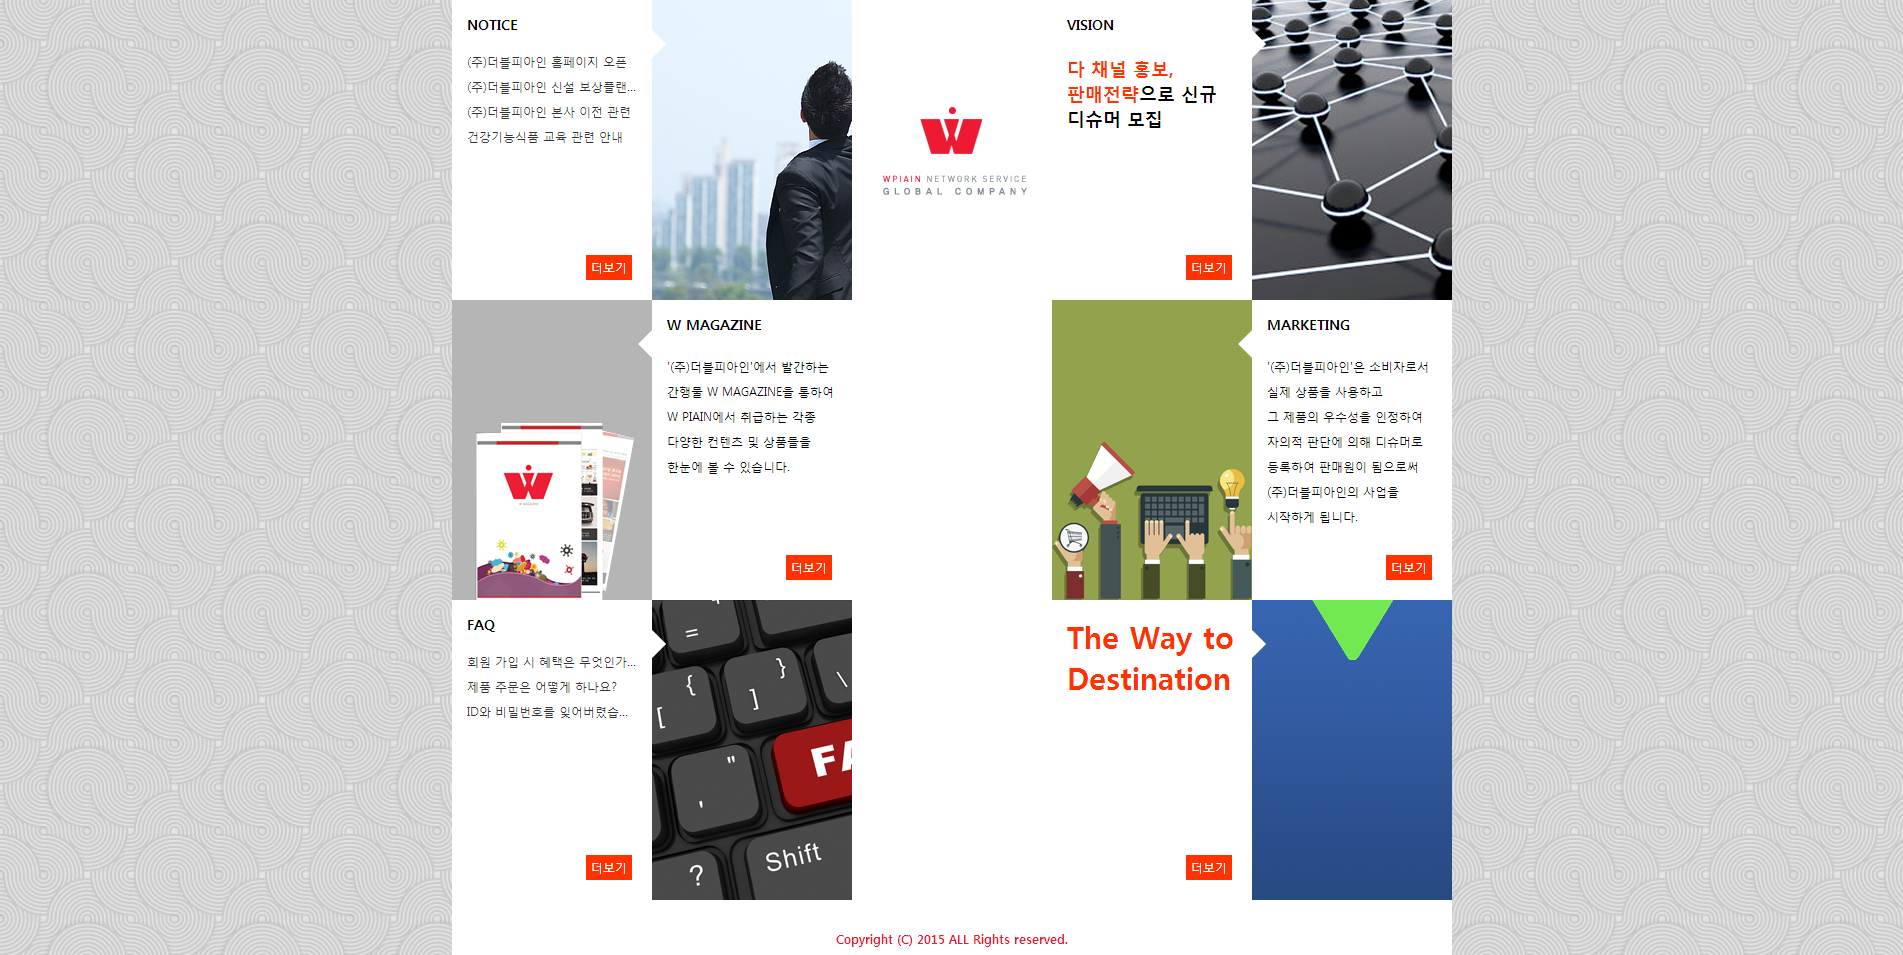 NOTICE
(주)더블피아인 홈페이지 오픈
(주)더블피아인 신설 보상플랜...
(주)더블피아인 본사 이전 관련
건강기능식품 교육 관련 안내
더보기
WPIAIN NETWORK SERVICE
GLOBAL COMPANY
VISION
다 채널 홍보,
판매전략으로 신규
디슈머 모집
더보기
W MAGAZINE
'(주)더블피아인'에서 발간하는
간행물 W MAGAZINE을 통하여
W PIAIN에서 취급하는 각종
다양한 컨텐츠 및 상품들을
한눈에 볼 수 있습니다.
더보기
MARKETING
'(주)더블피아인'은 소비자로서
실제 상품을 사용하고
그 제품의 우수성을 인정하여
자의적 판단에 의해 디슈머로
등록하여 판매원이 됨으로써
(주)더블피아인의 사업을
시작하게 됩니다.
더보기
FAQ
회원 가입 시 혜택은 무엇인가...
제품 주문은 어떻게 하나요?
ID와 비밀번호를 잊어버렸습...
더보기
=
{ }
[ ] \
" FA
'
? Shift
The Way to
Destination
더보기
Copyright (C) 2015 ALL Rights reserved.